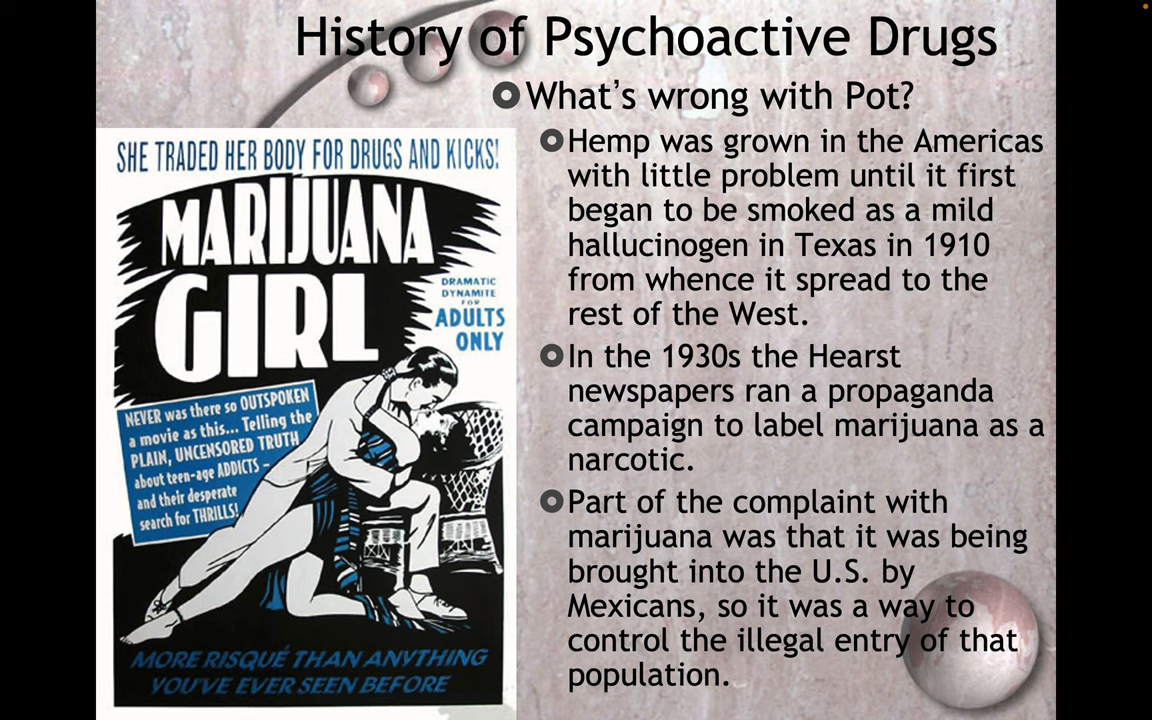 History of Psychoactive Drugs
What’s wrong with Pot?
Hemp was grown in the Americas
with little problem until it first
began to be smoked as a mild
hallucinogen in Texas in 1910
from whence it spread to the
rest of the West.
In the 1930s the Hearst
newspapers ran a propaganda
campaign to label marijuana as a
narcotic.
Part of the complaint with
marijuana was that it was being
brought into the U.S. by
Mexicans, so it was a way to
control the illegal entry of that
population.
SHE TRADED HER BODY FOR DRUGS AND KICKS!
MARIJUANA
GIRL
DRAMATIC
DYNAMITE
FOR
ADULTS
ONLY
NEVER was there so OUTSPOKEN
a movie as this... Telling the
PLAIN, UNCENSORED TRUTH
about teen-age ADDICTS –
and their desperate
search for THRILLS!
MORE RISQUÉ THAN ANYTHING
YOU'VE EVER SEEN BEFORE